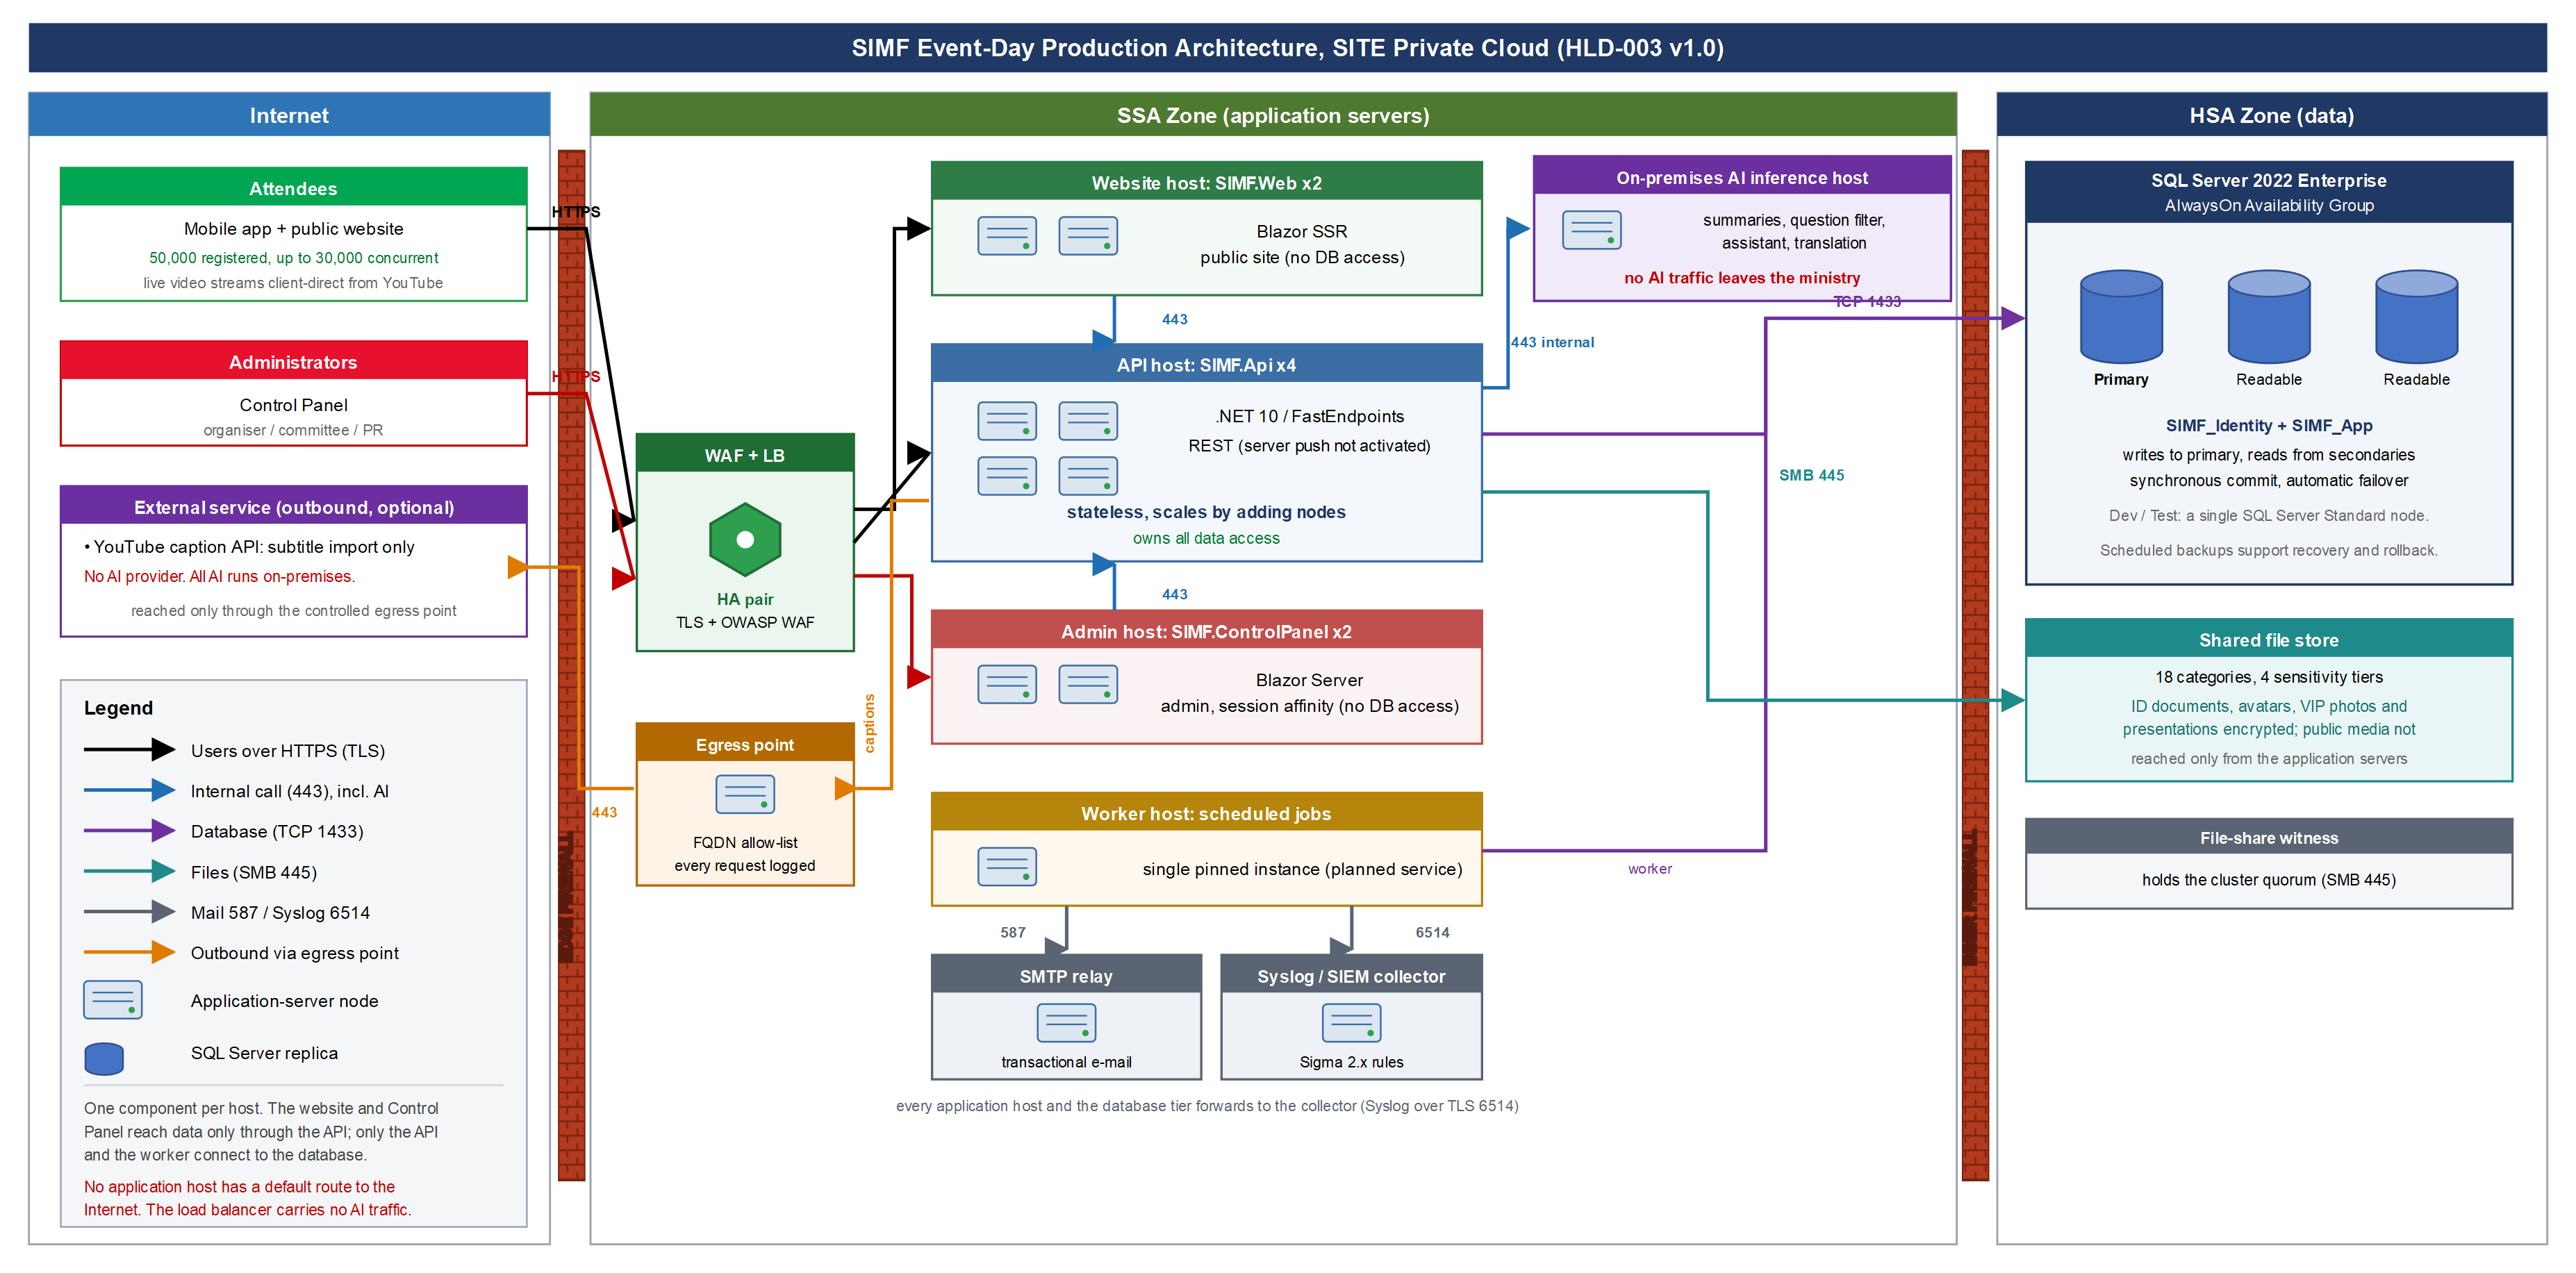 SIMF Event-Day Production Architecture, SITE Private Cloud (HLD-003 v1.0)
Internet
Attendees
Mobile app + public website
50,000 registered, up to 30,000 concurrent
live video streams client-direct from YouTube
HTTPS
Administrators
Control Panel
organiser / committee / PR
HTTPS
External service (outbound, optional)
• YouTube caption API: subtitle import only
No AI provider. All AI runs on-premises.
reached only through the controlled egress point
Legend
Users over HTTPS (TLS)
Internal call (443), incl. AI
Database (TCP 1433)
Files (SMB 445)
Mail 587 / Syslog 6514
Outbound via egress point
Application-server node
SQL Server replica
One component per host. The website and Control
Panel reach data only through the API; only the API
and the worker connect to the database.
No application host has a default route to the
Internet. The load balancer carries no AI traffic.
SSA Zone (application servers)
WAF + LB
HA pair
TLS + OWASP WAF
Egress point
FQDN allow-list
every request logged
443
captions
Website host: SIMF.Web x2
Blazor SSR
public site (no DB access)
443
API host: SIMF.Api x4
.NET 10 / FastEndpoints
REST (server push not activated)
stateless, scales by adding nodes
owns all data access
443
Admin host: SIMF.ControlPanel x2
Blazor Server
admin, session affinity (no DB access)
Worker host: scheduled jobs
single pinned instance (planned service)
worker
587
6514
SMTP relay
transactional e-mail
Syslog / SIEM collector
Sigma 2.x rules
every application host and the database tier forwards to the collector (Syslog over TLS 6514)
On-premises AI inference host
summaries, question filter,
assistant, translation
no AI traffic leaves the ministry
TCP 1433
443 internal
SMB 445
HSA Zone (data)
SQL Server 2022 Enterprise
AlwaysOn Availability Group
Primary
Readable
Readable
SIMF_Identity + SIMF_App
writes to primary, reads from secondaries
synchronous commit, automatic failover
Dev / Test: a single SQL Server Standard node.
Scheduled backups support recovery and rollback.
Shared file store
18 categories, 4 sensitivity tiers
ID documents, avatars, VIP photos and
presentations encrypted; public media not
reached only from the application servers
File-share witness
holds the cluster quorum (SMB 445)